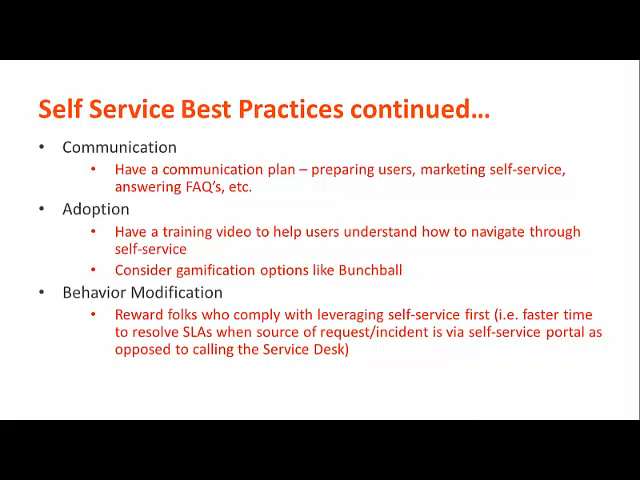 Self Service Best Practices continued…
• Communication
• Have a communication plan – preparing users, marketing self-service,
answering FAQ's, etc.
• Adoption
• Have a training video to help users understand how to navigate through
self-service
• Consider gamification options like Bunchball
• Behavior Modification
• Reward folks who comply with leveraging self-service first (i.e. faster time
to resolve SLAs when source of request/incident is via self-service portal as
opposed to calling the Service Desk)